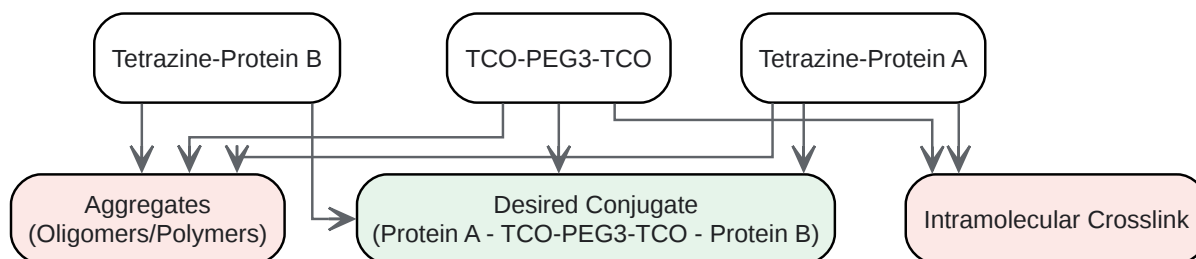 Tetrazine-Protein B
TCO-PEG3-TCO
Tetrazine-Protein A
Aggregates
(Oligomers/Polymers)
Desired Conjugate
(Protein A - TCO-PEG3-TCO - Protein B)
Intramolecular Crosslink